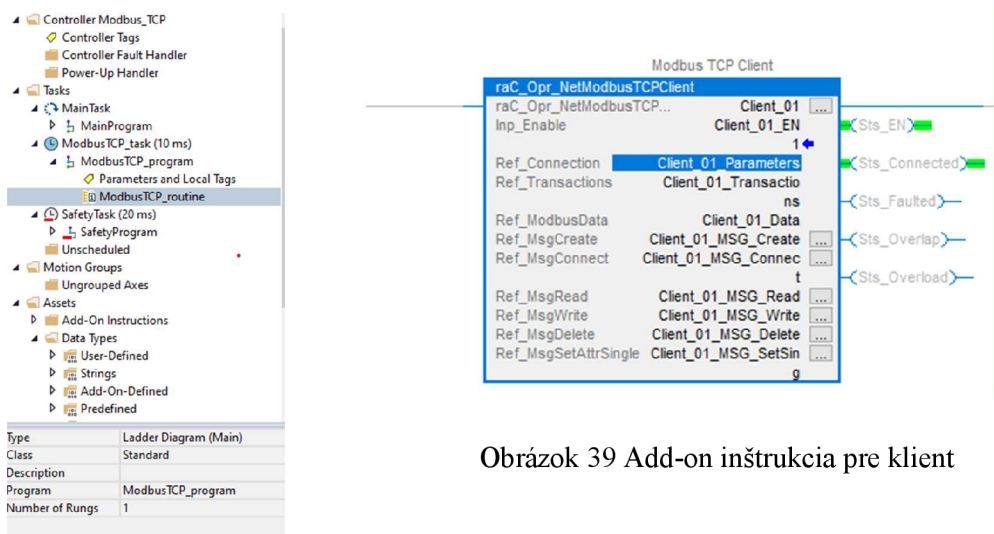 Controller Modbus_TCP
Controller Tags
Controller Fault Handler
Power-Up Handler
Tasks
MainTask
MainProgram
ModbusTCP_task (10 ms)
ModbusTCP_program
Parameters and Local Tags
ModbusTCP_routine
SafetyTask (20 ms)
SafetyProgram
Unscheduled
Motion Groups
Ungrouped Axes
Assets
Add-On Instructions
Data Types
User-Defined
Strings
Add-On-Defined
Predefined
Type Ladder Diagram (Main)
Class Standard
Description
Program ModbusTCP_program
Number of Rungs 1
Modbus TCP Client
raC_Opr_NetModbusTCPClient
raC_Opr_NetModbusTCP... Client_01 ...
Inp_Enable Client_01_EN
1
Ref_Connection Client_01_Parameters
Ref_Transactions Client_01_Transactio
ns
Ref_ModbusData Client_01_Data
Ref_MsgCreate Client_01_MSG_Create ...
Ref_MsgConnect Client_01_MSG_Connec ...
t
Ref_MsgRead Client_01_MSG_Read ...
Ref_MsgWrite Client_01_MSG_Write ...
Ref_MsgDelete Client_01_MSG_Delete ...
Ref_MsgSetAttrSingle Client_01_MSG_SetSin ...
g
Sts_EN
Sts_Connected
Sts_Faulted
Sts_Overlap
Sts_Overload
Obrázok 39 Add-on inštrukcia pre klient